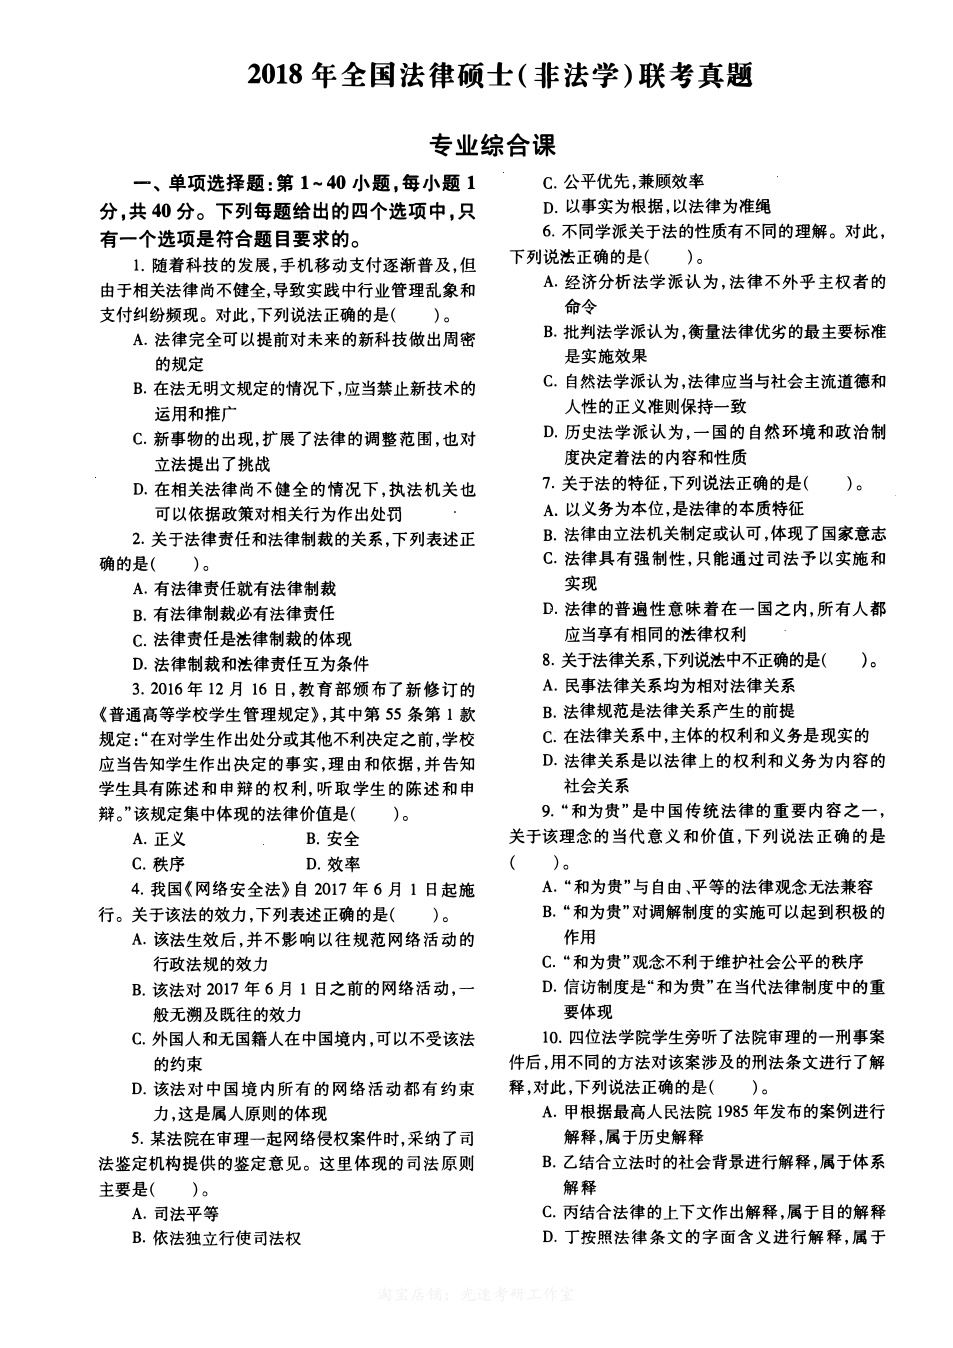 2018 年全国法律硕士(非法学)联考真题
专业综合课
一、单项选择题:第 1~40 小题,每小题 1
分,共 40 分。下列每题给出的四个选项中,只
有一个选项是符合题目要求的。
1. 随着科技的发展,手机移动支付逐渐普及,但
由于相关法律尚不健全,导致实践中行业管理乱象和
支付纠纷频现。对此,下列说法正确的是(　　)。
A. 法律完全可以提前对未来的新科技做出周密
的规定
B. 在法无明文规定的情况下,应当禁止新技术的
运用和推广
C. 新事物的出现,扩展了法律的调整范围,也对
立法提出了挑战
D. 在相关法律尚不健全的情况下,执法机关也
可以依据政策对相关行为作出处罚
2. 关于法律责任和法律制裁的关系,下列表述正
确的是(　　)。
A. 有法律责任就有法律制裁
B. 有法律制裁必有法律责任
C. 法律责任是法律制裁的体现
D. 法律制裁和法律责任互为条件
3. 2016 年 12 月 16 日,教育部颁布了新修订的
《普通高等学校学生管理规定》,其中第 55 条第 1 款
规定:“在对学生作出处分或其他不利决定之前,学校
应当告知学生作出决定的事实,理由和依据,并告知
学生具有陈述和申辩的权利,听取学生的陈述和申
辩。”该规定集中体现的法律价值是(　　)。
A. 正义　　B. 安全
C. 秩序　　D. 效率
4. 我国《网络安全法》自 2017 年 6 月 1 日起施
行。关于该法的效力,下列表述正确的是(　　)。
A. 该法生效后,并不影响以往规范网络活动的
行政法规的效力
B. 该法对 2017 年 6 月 1 日之前的网络活动,一
般无溯及既往的效力
C. 外国人和无国籍人在中国境内,可以不受该法
的约束
D. 该法对中国境内所有的网络活动都有约束
力,这是属人原则的体现
5. 某法院在审理一起网络侵权案件时,采纳了司
法鉴定机构提供的鉴定意见。这里体现的司法原则
主要是(　　)。
A. 司法平等
B. 依法独立行使司法权
C. 公平优先,兼顾效率
D. 以事实为根据,以法律为准绳
6. 不同学派关于法的性质有不同的理解。对此,
下列说法正确的是(　　)。
A. 经济分析法学派认为,法律不外乎主权者的
命令
B. 批判法学派认为,衡量法律优劣的最主要标准
是实施效果
C. 自然法学派认为,法律应当与社会主流道德和
人性的正义准则保持一致
D. 历史法学派认为,一国的自然环境和政治制
度决定着法的内容和性质
7. 关于法的特征,下列说法正确的是(　　)。
A. 以义务为本位,是法律的本质特征
B. 法律由立法机关制定或认可,体现了国家意志
C. 法律具有强制性,只能通过司法予以实施和
实现
D. 法律的普遍性意味着在一国之内,所有人都
应当享有相同的法律权利
8. 关于法律关系,下列说法中不正确的是(　　)。
A. 民事法律关系均为相对法律关系
B. 法律规范是法律关系产生的前提
C. 在法律关系中,主体的权利和义务是现实的
D. 法律关系是以法律上的权利和义务为内容的
社会关系
9. “和为贵”是中国传统法律的重要内容之一,
关于该理念的当代意义和价值,下列说法正确的是
(　　)。
A. “和为贵”与自由、平等的法律观念无法兼容
B. “和为贵”对调解制度的实施可以起到积极的
作用
C. “和为贵”观念不利于维护社会公平的秩序
D. 信访制度是“和为贵”在当代法律制度中的重
要体现
10. 四位法学院学生旁听了法院审理的一刑事案
件后,用不同的方法对该案涉及的刑法条文进行了解
释,对此,下列说法正确的是(　　)。
A. 甲根据最高人民法院 1985 年发布的案例进行
解释,属于历史解释
B. 乙结合立法时的社会背景进行解释,属于体系
解释
C. 丙结合法律的上下文作出解释,属于目的解释
D. 丁按照法律条文的字面含义进行解释,属于
淘宝店铺:光速考研工作室